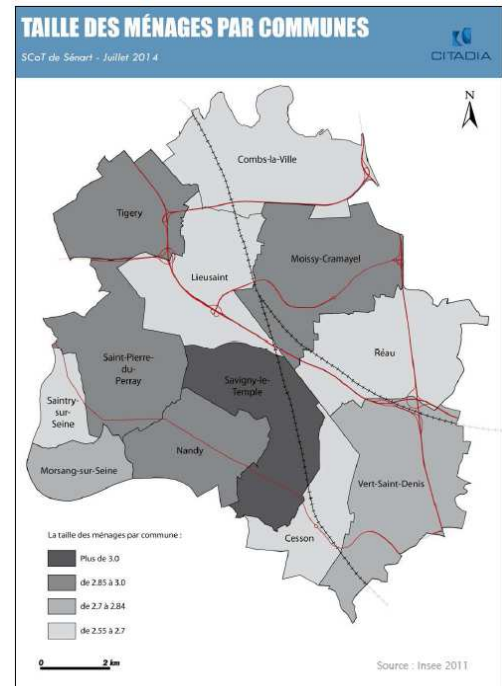 TAILLE DES MÉNAGES PAR COMMUNES
SCoT de Sénart - Juillet 2014
CITADIA
N
Combs-la-Ville
Tigery
Lieusaint
Moissy-Cramayel
Réau
Saint-Pierre-
du-
Perray
Savigny-le-
Temple
Saintry-
sur-
Seine
Nandy
Morsang-sur-Seine
Vert-Saint-Denis
Cesson
La taille des ménages par commune :
Plus de 3.0
de 2.85 à 3.0
de 2.7 à 2.84
de 2.55 à 2.7
0 2 km
Source : Insee 2011